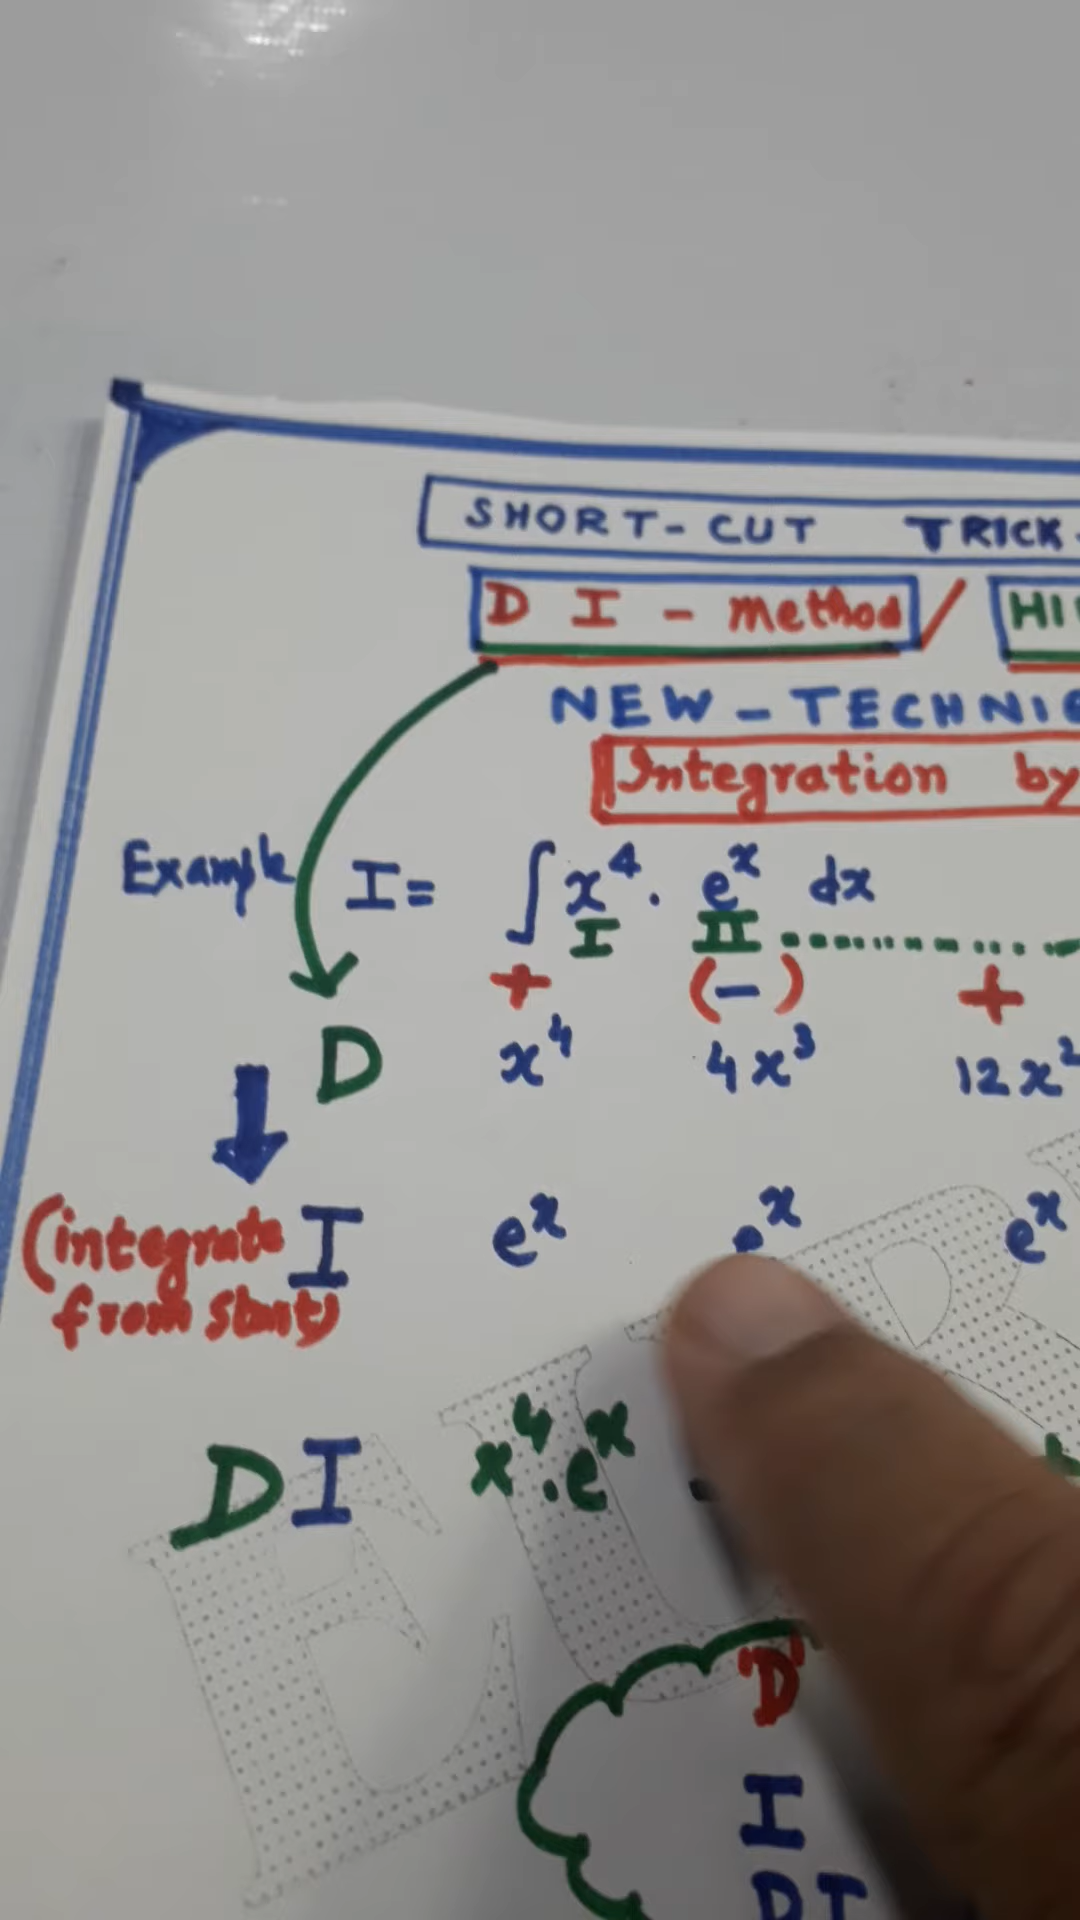 SHORT-CUT TRICK-
D I - Method /
NEW-TECHNI
Integration by
Example I = ∫ x⁴ . eˣ dx
I II
+ (-) +
D x⁴ 4x³ 12x²
(integrate I eˣ eˣ eˣ
from start)
D I x⁴.eˣ -
'D'
I
DI